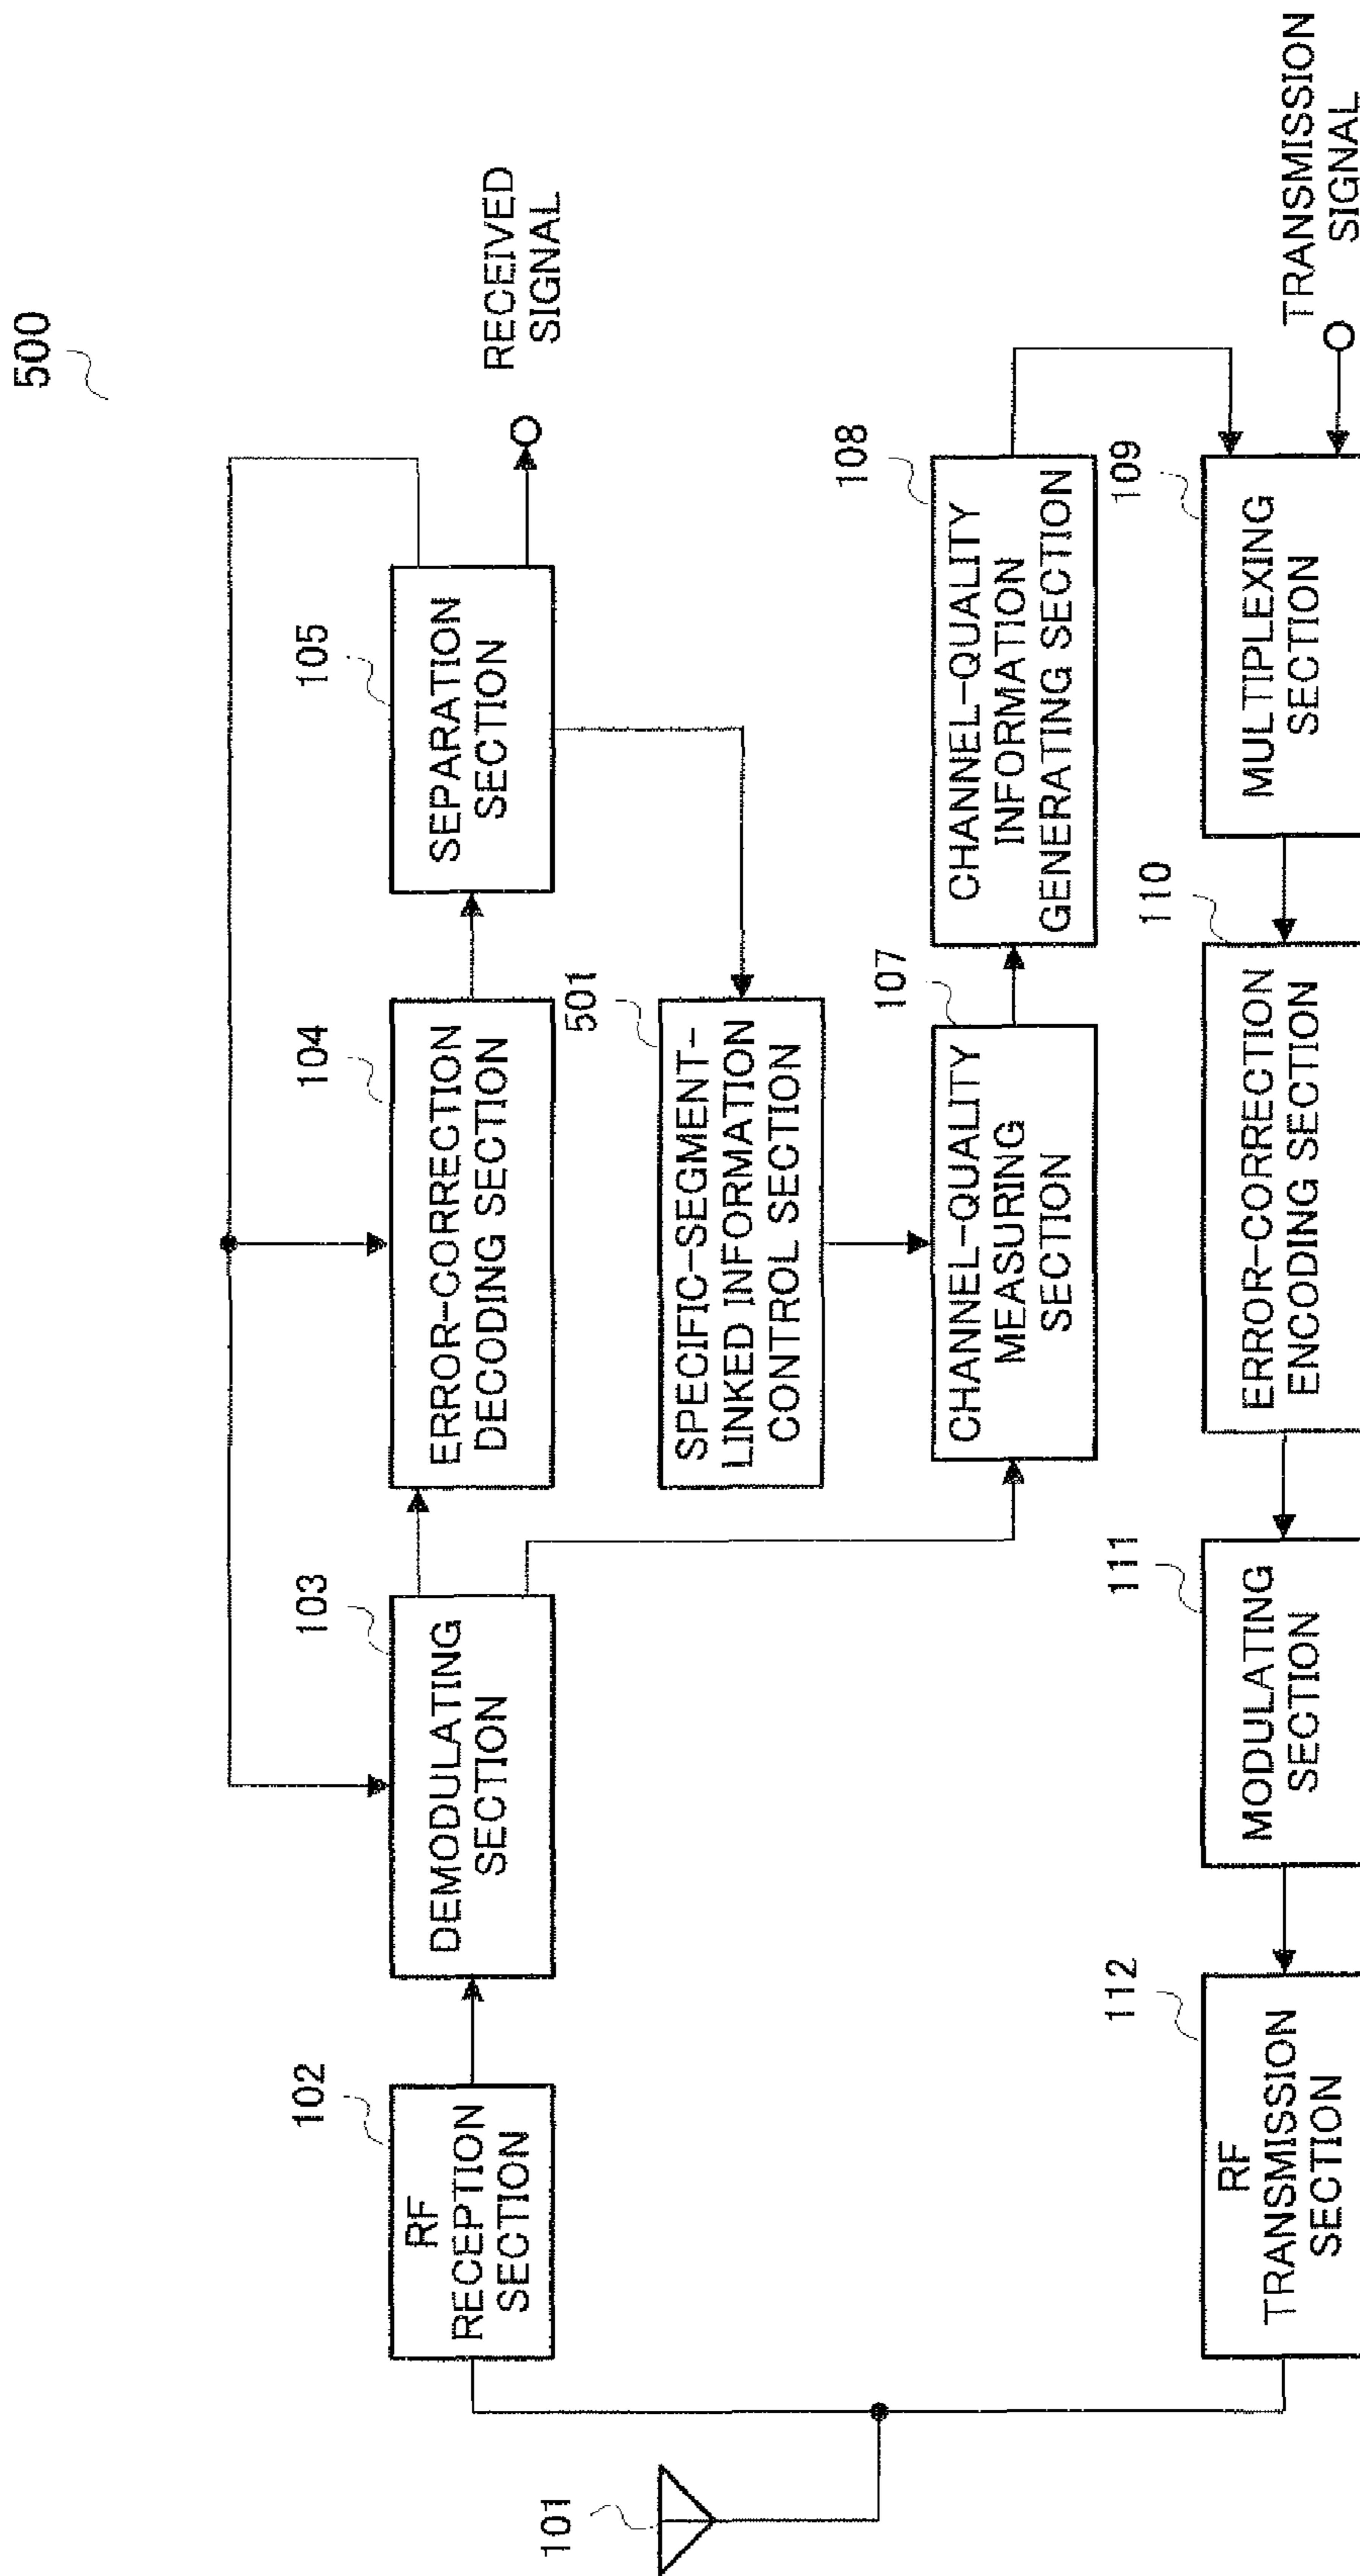 500
101
102
RF
RECEPTION
SECTION
103
DEMODULATING
SECTION
104
ERROR-CORRECTION
DECODING SECTION
105
SEPARATION
SECTION
RECEIVED
SIGNAL
501
SPECIFIC-SEGMENT-
LINKED INFORMATION
CONTROL SECTION
107
CHANNEL-QUALITY
MEASURING
SECTION
108
CHANNEL-QUALITY
INFORMATION
GENERATING SECTION
112
RF
TRANSMISSION
SECTION
111
MODULATING
SECTION
110
ERROR-CORRECTION
ENCODING SECTION
109
MULTIPLEXING
SECTION
TRANSMISSION
SIGNAL